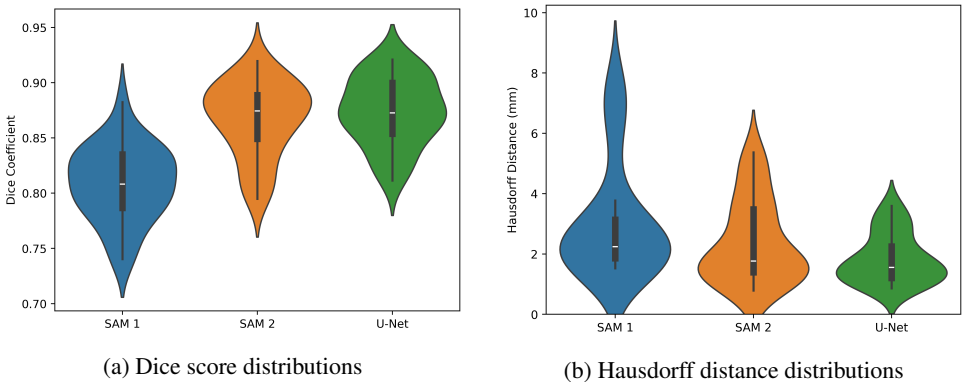 0.95
0.90
0.85
0.80
0.75
0.70
Dice Coefficient
SAM 1 SAM 2 U-Net
(a) Dice score distributions
10
8
6
4
2
0
Hausdorff Distance (mm)
SAM 1 SAM 2 U-Net
(b) Hausdorff distance distributions